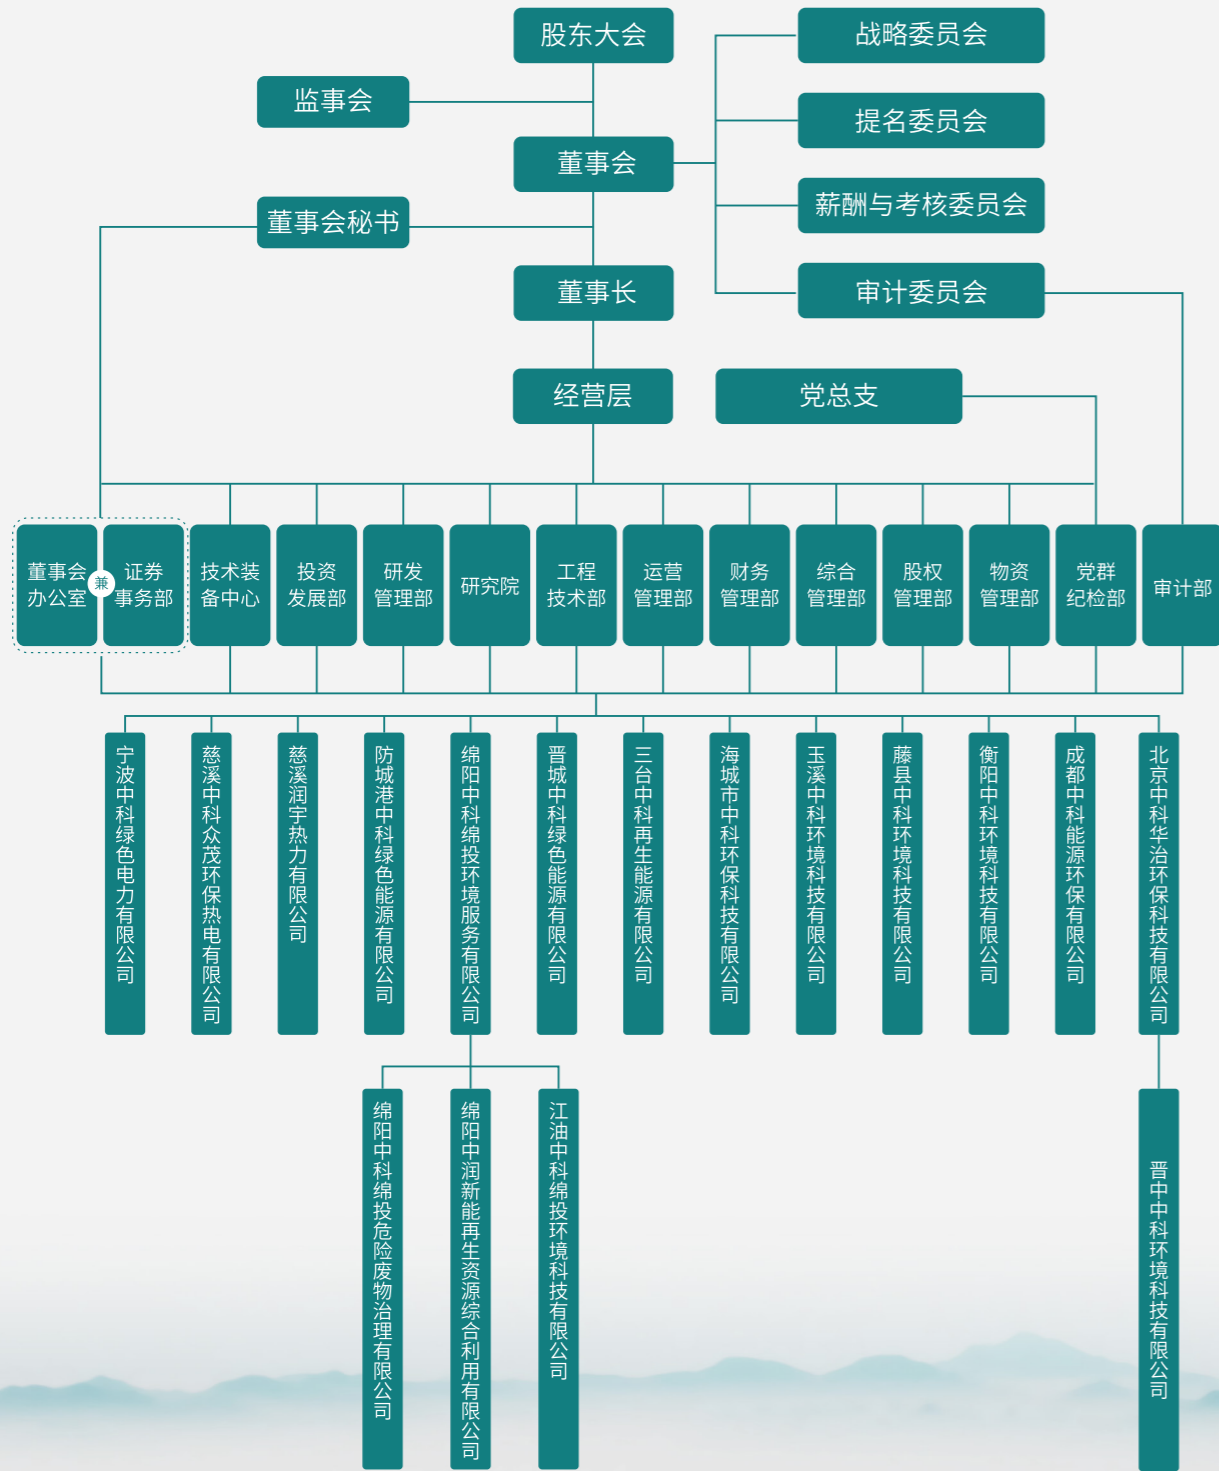 股东大会
战略委员会
监事会
提名委员会
董事会
薪酬与考核委员会
董事会秘书
董事长
审计委员会
经营层
党总支
董事会
办公室
兼
证券
事务部
技术装
备中心
投资
发展部
研发
管理部
研究院
工程
技术部
运营
管理部
财务
管理部
综合
管理部
股权
管理部
物资
管理部
党群
纪检部
审计部
宁波中科绿色电力有限公司
慈溪中科众茂环保热电有限公司
慈溪润宇热力有限公司
防城港中科绿色能源有限公司
绵阳中科绵投环境服务有限公司
晋城中科绿色能源有限公司
三台中科再生能源有限公司
海城市中科环保科技有限公司
玉溪中科环境科技有限公司
藤县中科环境科技有限公司
衡阳中科环境科技有限公司
成都中科能源环保有限公司
北京中科华治环保科技有限公司
绵阳中科绵投危险废物治理有限公司
绵阳中润新能再生资源综合利用有限公司
江油中科绵投环境科技有限公司
晋中中科环境科技有限公司